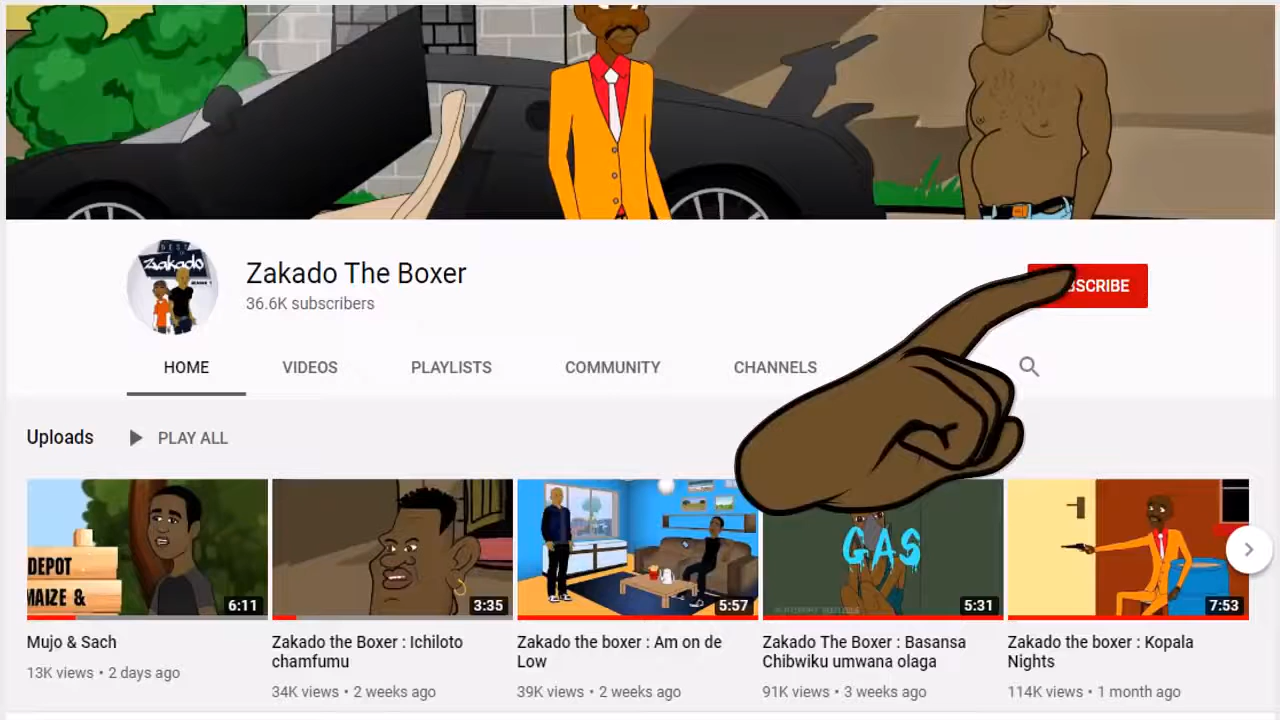 BEST
Zakado
Zakado The Boxer
36.6K subscribers
BSCRIBE
HOME
VIDEOS
PLAYLISTS
COMMUNITY
CHANNELS
Uploads
PLAY ALL
DEPOT
MAIZE &
6:11
3:35
5:57
GAS
5:31
7:53
Mujo & Sach
13K views • 2 days ago
Zakado the Boxer : Ichiloto
chamfumu
34K views • 2 weeks ago
Zakado the boxer : Am on de
Low
39K views • 2 weeks ago
Zakado The Boxer : Basansa
Chibwiku umwana olaga
91K views • 3 weeks ago
Zakado the boxer : Kopala
Nights
114K views • 1 month ago